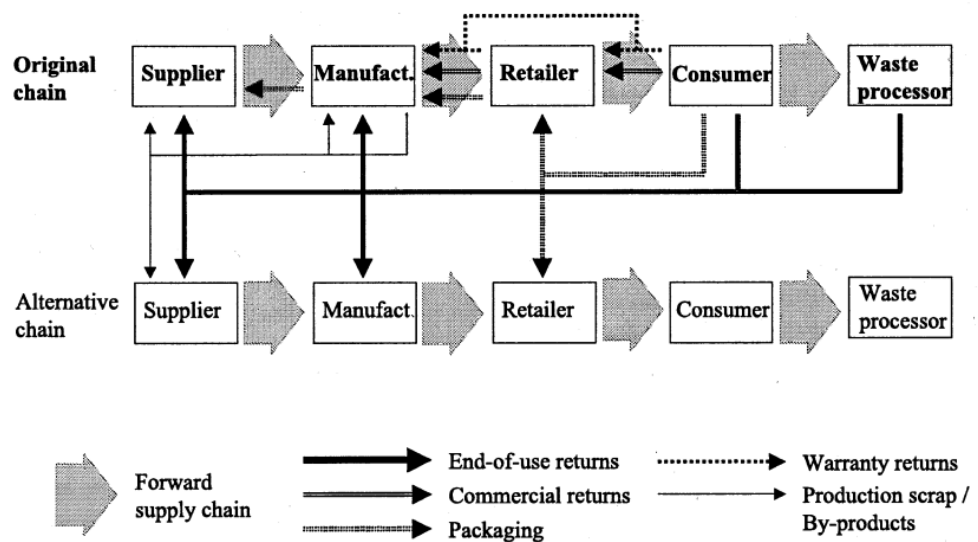 Original
chain
Supplier
Manufact.
Retailer
Consumer
Waste
processor
Alternative
chain
Supplier
Manufact.
Retailer
Consumer
Waste
processor
Forward
supply chain
End-of-use returns
Commercial returns
Packaging
Warranty returns
Production scrap /
By-products